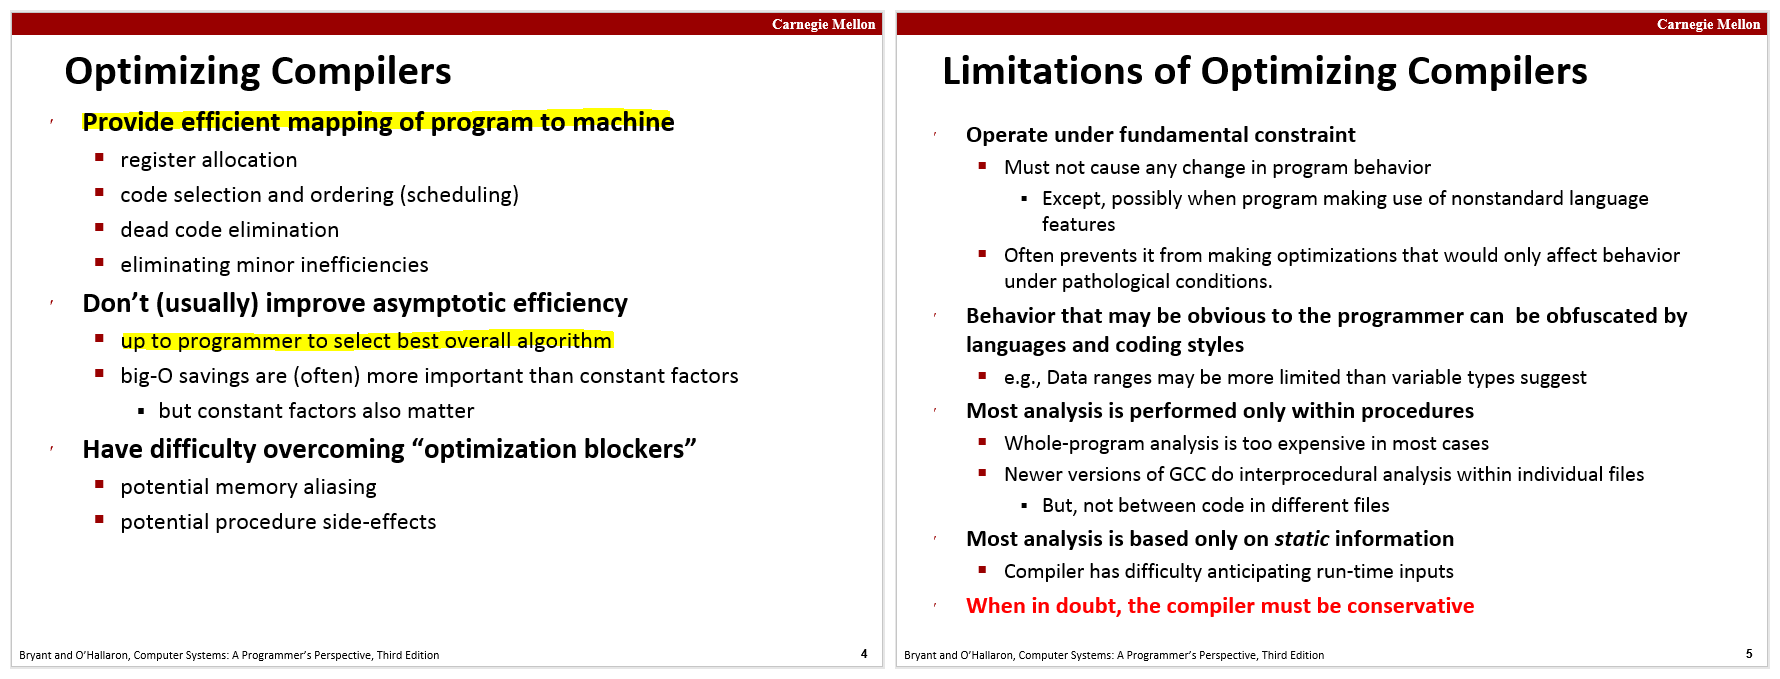 Carnegie Mellon
Optimizing Compilers
Provide efficient mapping of program to machine
register allocation
code selection and ordering (scheduling)
dead code elimination
eliminating minor inefficiencies
Don’t (usually) improve asymptotic efficiency
up to programmer to select best overall algorithm
big-O savings are (often) more important than constant factors
but constant factors also matter
Have difficulty overcoming “optimization blockers”
potential memory aliasing
potential procedure side-effects
Bryant and O’Hallaron, Computer Systems: A Programmer’s Perspective, Third Edition
4
Carnegie Mellon
Limitations of Optimizing Compilers
Operate under fundamental constraint
Must not cause any change in program behavior
Except, possibly when program making use of nonstandard language
features
Often prevents it from making optimizations that would only affect behavior
under pathological conditions.
Behavior that may be obvious to the programmer can  be obfuscated by
languages and coding styles
e.g., Data ranges may be more limited than variable types suggest
Most analysis is performed only within procedures
Whole-program analysis is too expensive in most cases
Newer versions of GCC do interprocedural analysis within individual files
But, not between code in different files
Most analysis is based only on static information
Compiler has difficulty anticipating run-time inputs
When in doubt, the compiler must be conservative
Bryant and O’Hallaron, Computer Systems: A Programmer’s Perspective, Third Edition
5